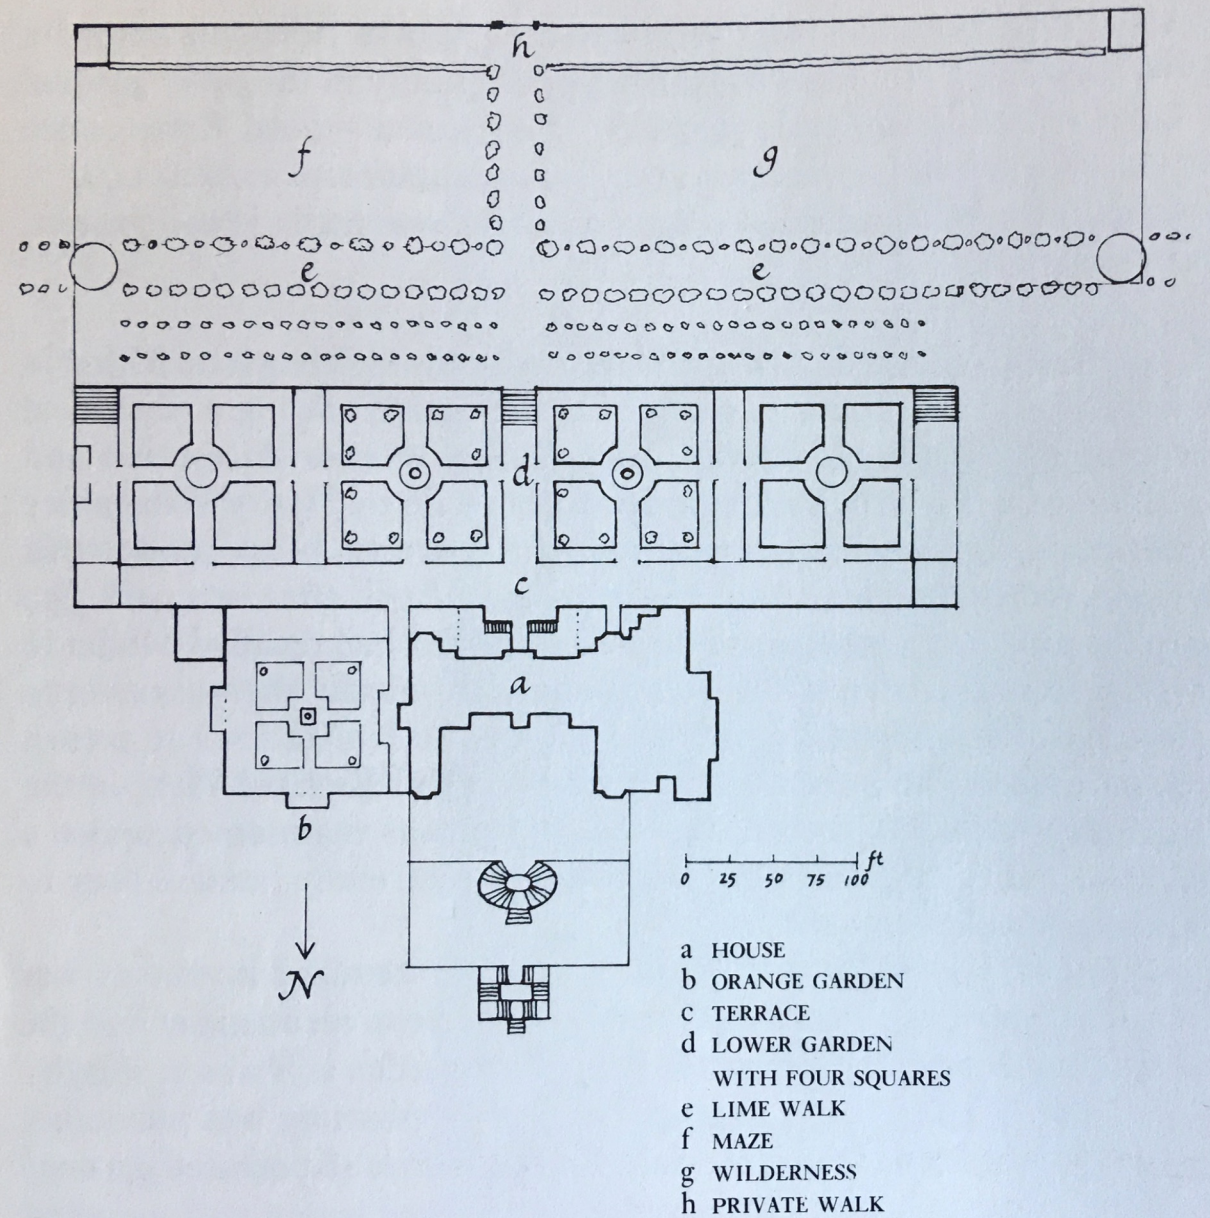 h
f g
e e
d
c
a
b
ft
0 25 50 75 100
N
a HOUSE
b ORANGE GARDEN
c TERRACE
d LOWER GARDEN
WITH FOUR SQUARES
e LIME WALK
f MAZE
g WILDERNESS
h PRIVATE WALK